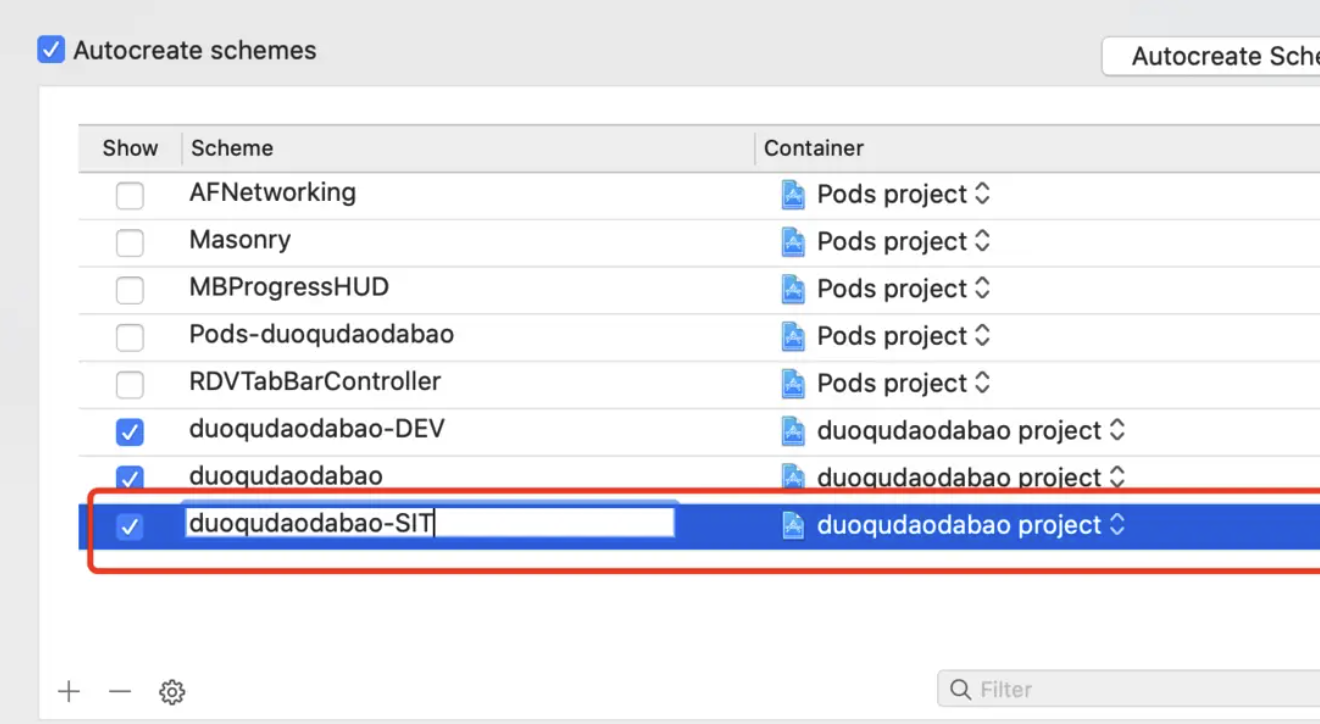 Autocreate schemes
Autocreate Sche
Show Scheme Container
AFNetworking Pods project
Masonry Pods project
MBProgressHUD Pods project
Pods-duoqudaodabao Pods project
RDVTabBarController Pods project
duoqudaodabao-DEV duoqudaodabao project
duoqudaodabao duoqudaodabao project
duoqudaodabao-SIT duoqudaodabao project
Filter